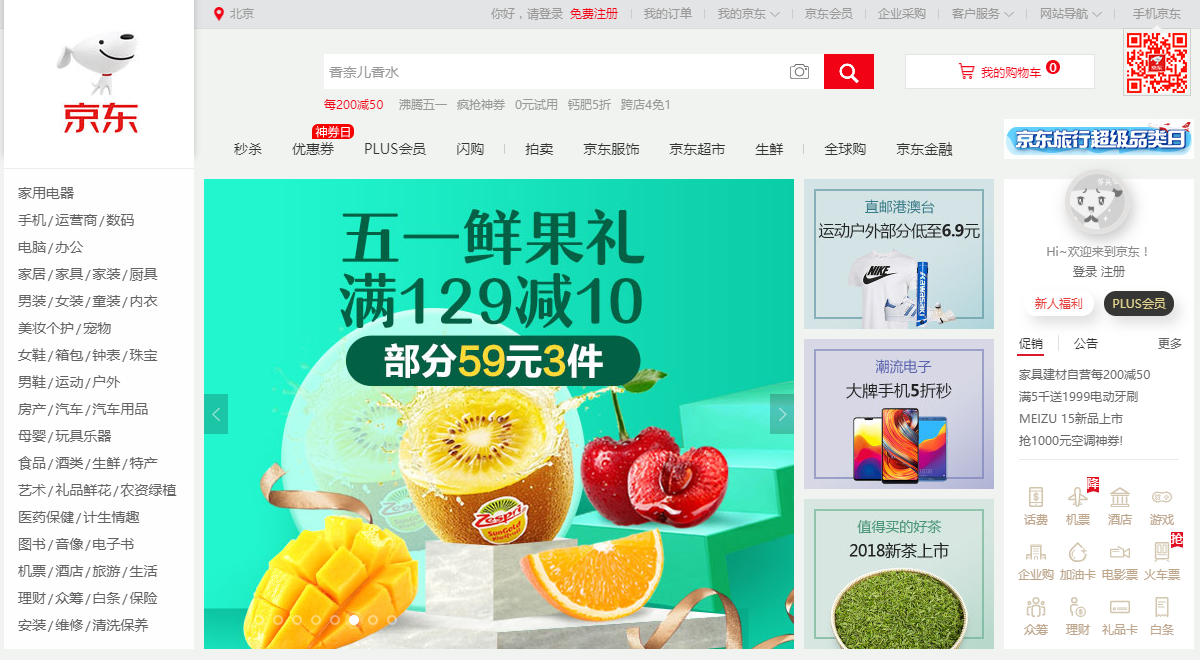 北京
你好，请登录 免费注册
我的订单
我的京东
京东会员
企业采购
客户服务
网站导航
手机京东
京东
香奈儿香水
我的购物车
0
每200减50 沸腾五一 疯抢神券 0元试用 钙肥5折 跨店4免1
神券日
秒杀 优惠券 PLUS会员 闪购 拍卖 京东服饰 京东超市 生鲜 全球购 京东金融
京东旅行超级品类日
家用电器
手机/运营商/数码
电脑/办公
家居/家具/家装/厨具
男装/女装/童装/内衣
美妆个护/宠物
女鞋/箱包/钟表/珠宝
男鞋/运动/户外
房产/汽车/汽车用品
母婴/玩具乐器
食品/酒类/生鲜/特产
艺术/礼品鲜花/农资绿植
医药保健/计生情趣
图书/音像/电子书
机票/酒店/旅游/生活
理财/众筹/白条/保险
安装/维修/清洗保养
五一鲜果礼
满129减10
部分59元3件
Zespri
SunGold
直邮港澳台
运动户外部分低至6.9元
NIKE
KAWASAKI
潮流电子
大牌手机5折秒
值得买的好茶
2018新茶上市
Hi~欢迎来到京东！
登录 注册
新人福利 PLUS会员
促销 公告 更多
家具建材自营每200减50
满5千送1999电动牙刷
MEIZU 15新品上市
抢1000元空调神券!
降
话费 机票 酒店 游戏
抢
企业购 加油卡 电影票 火车票
众筹 理财 礼品卡 白条